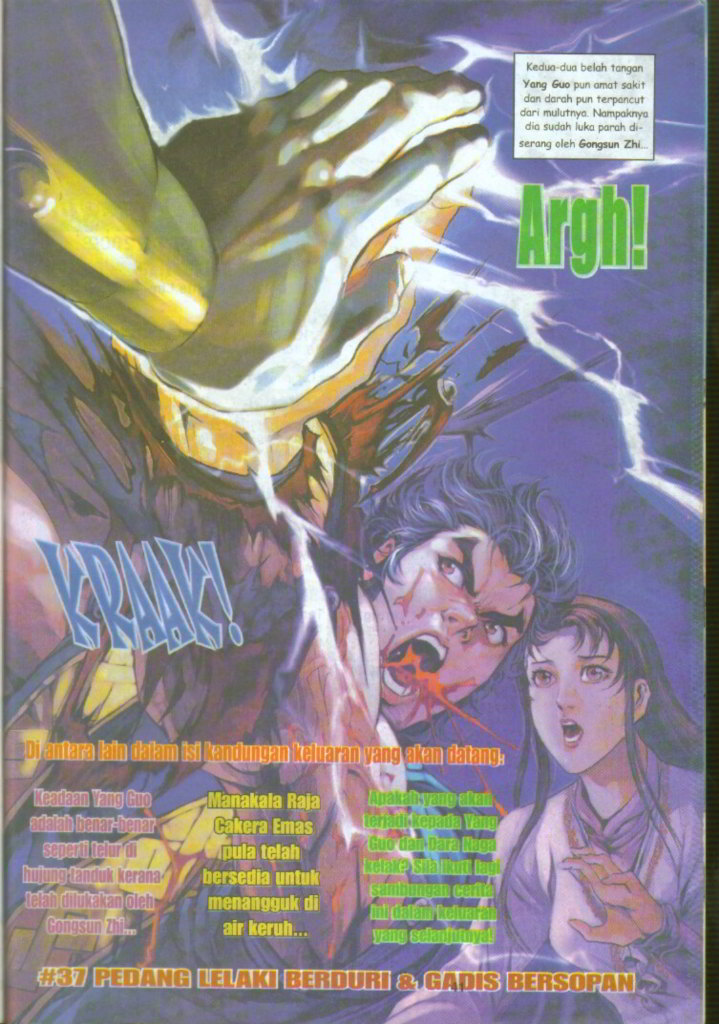 Kedua-dua belah tangan
Yang Guo pun amat sakit
dan darah pun terpancut
dari mulutnya. Nampaknya
dia sudah luka parah di-
serang oleh Gongsun Zhi...
Argh!
KRAAK!
Di antara lain dalam isi kandungan keluaran yang akan datang:
Keadaan Yang Guo
adalah benar-benar
seperti telur di
hujung tanduk kerana
telah dilukakan oleh
Gongsun Zhi...
Manakala Raja
Cakera Emas
pula telah
bersedia untuk
menangguk di
air keruh...
Apakah yang akan
terjadi kepada Yang
Guo dan Dara Naga
kelak? Sila ikuti lagi
sambungan cerita
ini dalam keluaran
yang selanjutnya!
#37 PEDANG LELAKI BERDURI & GADIS BERSOPAN